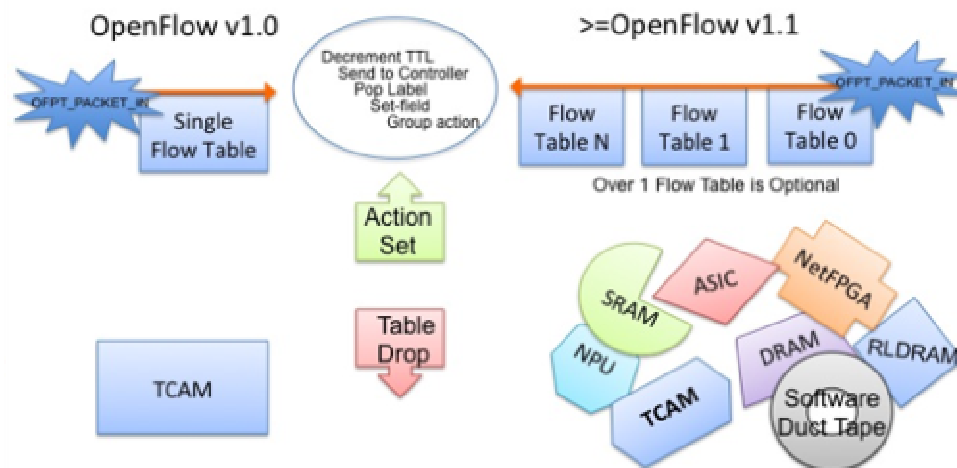 OpenFlow v1.0
>=OpenFlow v1.1
OFPT_PACKET_IN
Single
Flow Table
Decrement TTL
Send to Controller
Pop Label
Set-field
Group action
Flow
Table N
Flow
Table 1
Flow
Table 0
OFPT_PACKET_IN
Over 1 Flow Table is Optional
Action
Set
Table
Drop
TCAM
SRAM
ASIC
NetFPGA
NPU
TCAM
DRAM
RLDRAM
Software
Duct Tape